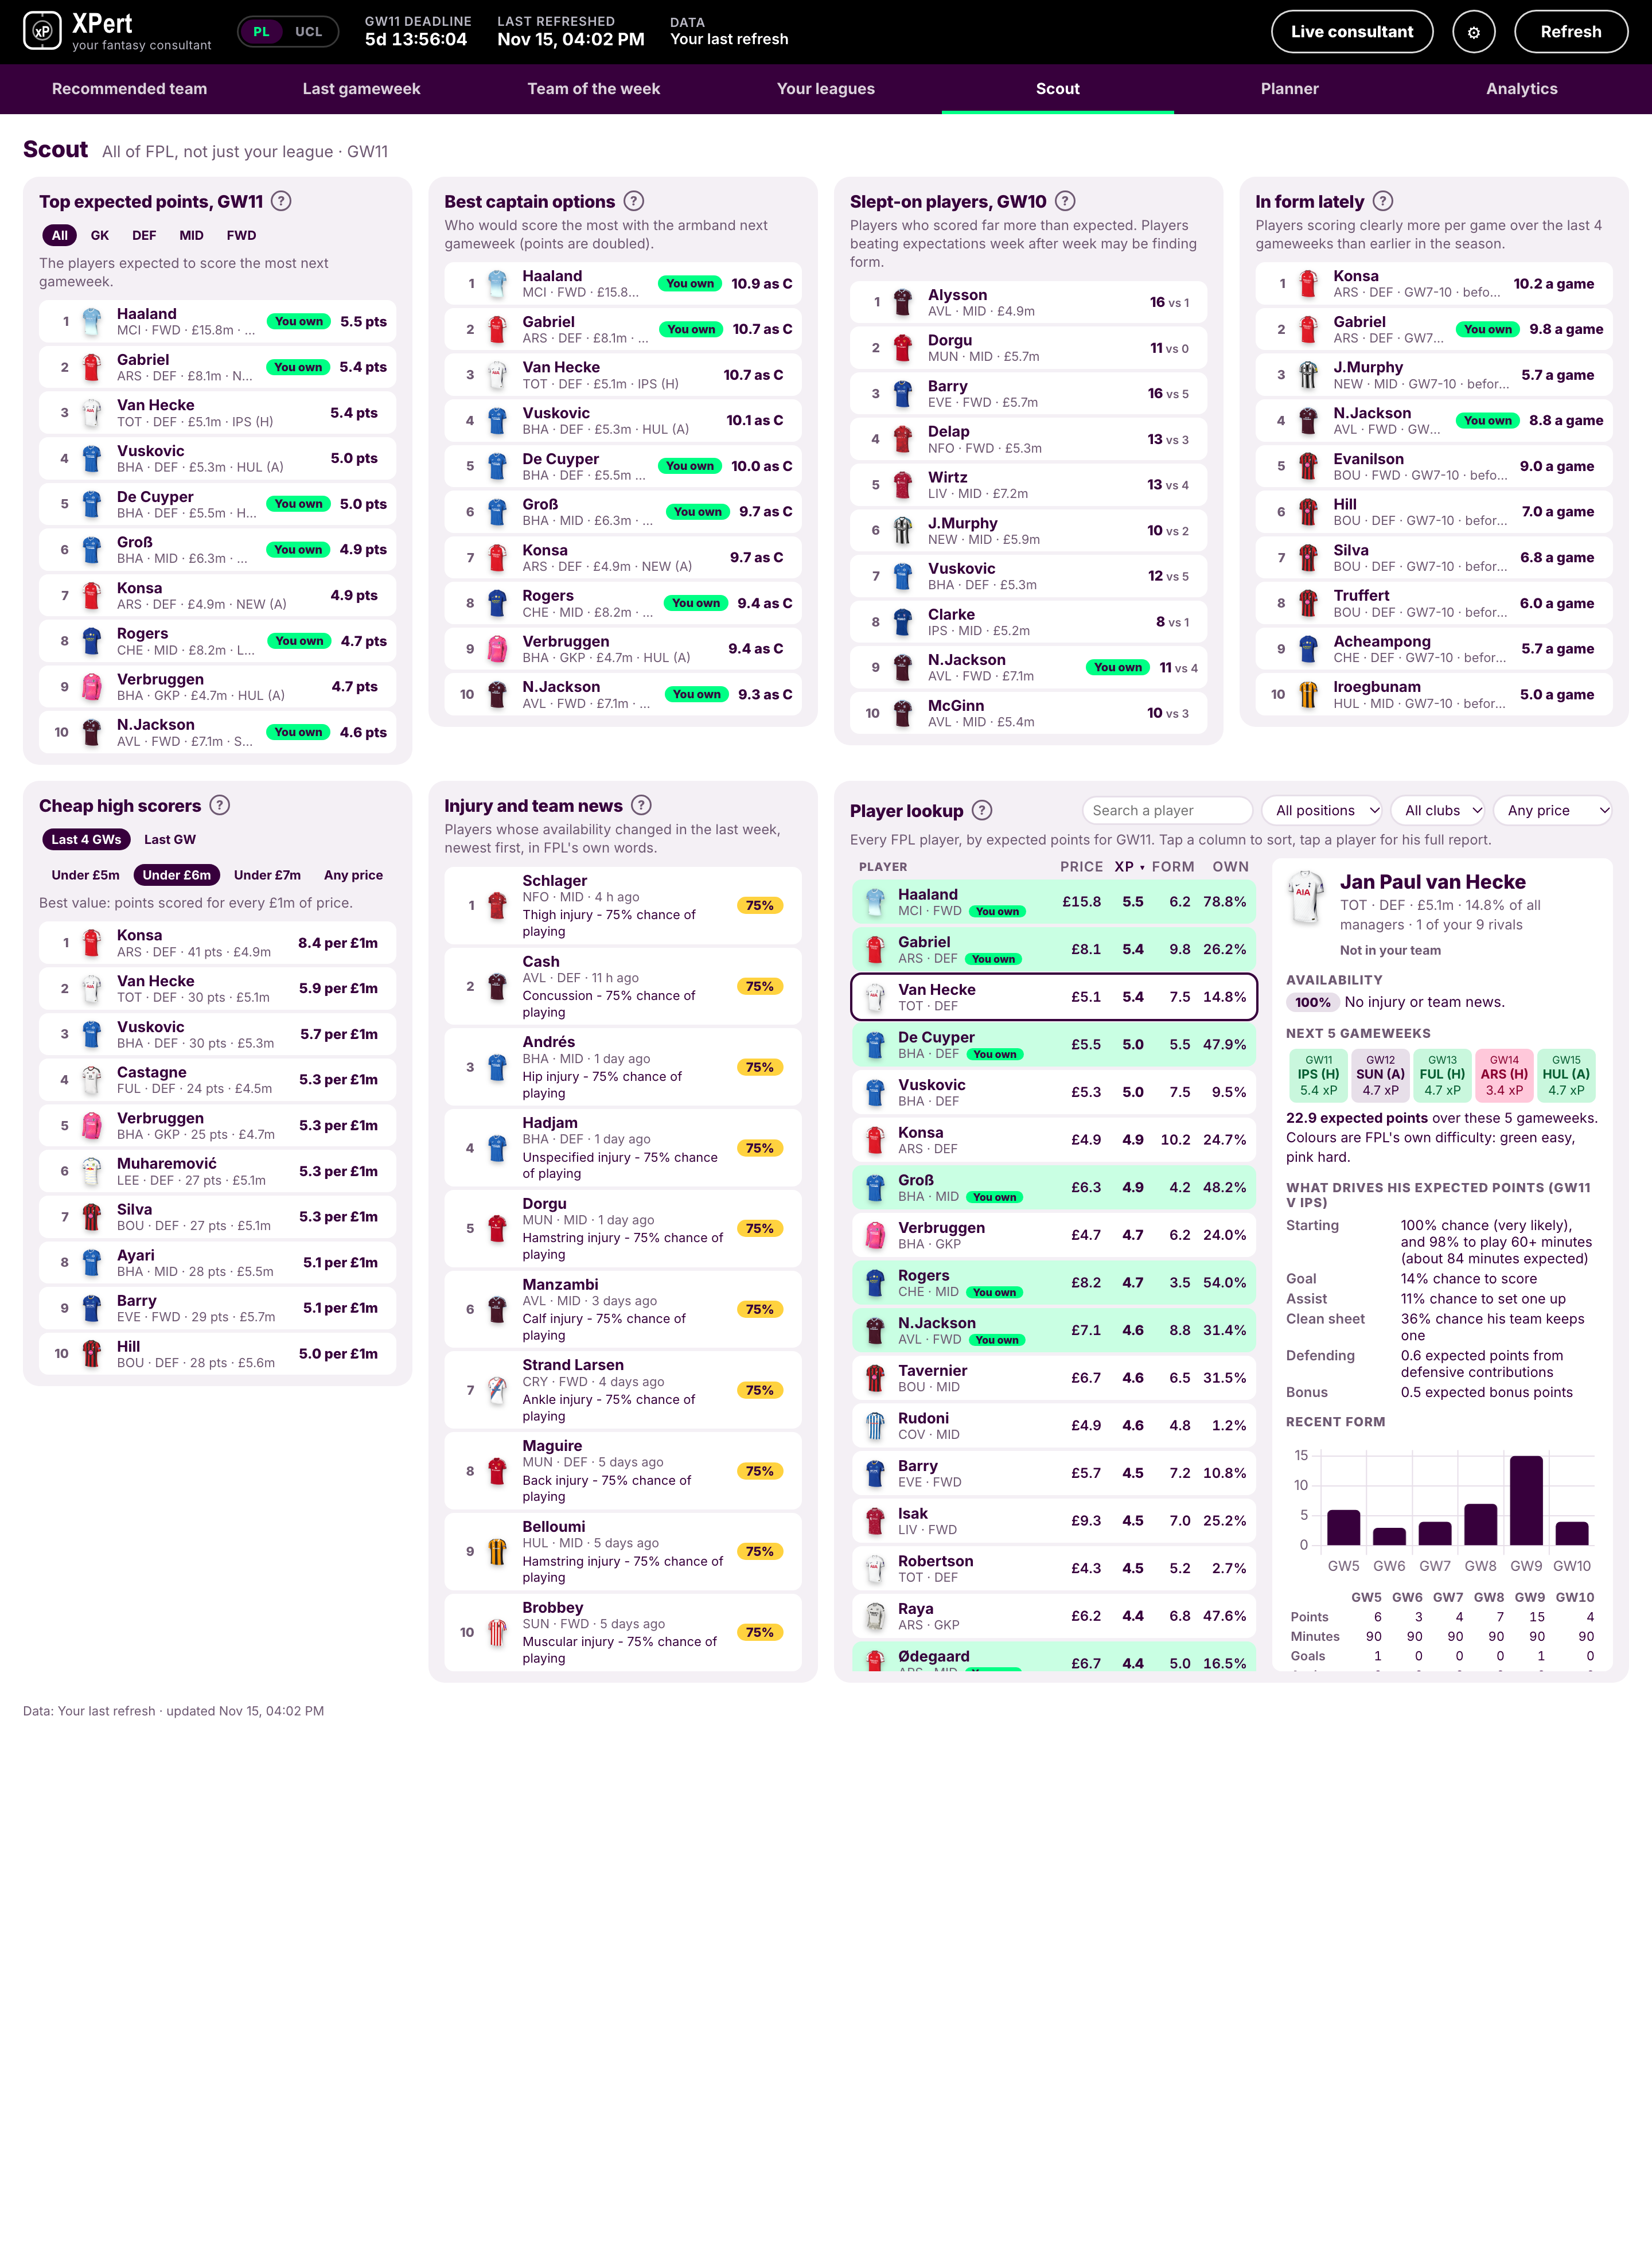 xP
XPert
your fantasy consultant
PL
UCL
GW11 DEADLINE
5d 13:56:04
LAST REFRESHED
Nov 15, 04:02 PM
DATA
Your last refresh
Live consultant
⚙
Refresh
Recommended team
Last gameweek
Team of the week
Your leagues
Scout
Planner
Analytics
Scout
All of FPL, not just your league · GW11
Top expected points, GW11 ?
All GK DEF MID FWD
The players expected to score the most next
gameweek.
1 Haaland You own 5.5 pts
MCI · FWD · £15.8m · ...
2 Gabriel You own 5.4 pts
ARS · DEF · £8.1m · N...
3 Van Hecke 5.4 pts
TOT · DEF · £5.1m · IPS (H)
4 Vuskovic 5.0 pts
BHA · DEF · £5.3m · HUL (A)
5 De Cuyper You own 5.0 pts
BHA · DEF · £5.5m · H...
6 Groß You own 4.9 pts
BHA · MID · £6.3m · ...
7 Konsa 4.9 pts
ARS · DEF · £4.9m · NEW (A)
8 Rogers You own 4.7 pts
CHE · MID · £8.2m · L...
9 Verbruggen 4.7 pts
BHA · GKP · £4.7m · HUL (A)
10 N.Jackson You own 4.6 pts
AVL · FWD · £7.1m · S...
Best captain options ?
Who would score the most with the armband next
gameweek (points are doubled).
1 Haaland You own 10.9 as C
MCI · FWD · £15.8...
2 Gabriel You own 10.7 as C
ARS · DEF · £8.1m · ...
3 Van Hecke 10.7 as C
TOT · DEF · £5.1m · IPS (H)
4 Vuskovic 10.1 as C
BHA · DEF · £5.3m · HUL (A)
5 De Cuyper You own 10.0 as C
BHA · DEF · £5.5m ...
6 Groß You own 9.7 as C
BHA · MID · £6.3m · ...
7 Konsa 9.7 as C
ARS · DEF · £4.9m · NEW (A)
8 Rogers You own 9.4 as C
CHE · MID · £8.2m · ...
9 Verbruggen 9.4 as C
BHA · GKP · £4.7m · HUL (A)
10 N.Jackson You own 9.3 as C
AVL · FWD · £7.1m · ...
Slept-on players, GW10 ?
Players who scored far more than expected. Players
beating expectations week after week may be finding
form.
1 Alysson 16 vs 1
AVL · MID · £4.9m
2 Dorgu 11 vs 0
MUN · MID · £5.7m
3 Barry 16 vs 5
EVE · FWD · £5.7m
4 Delap 13 vs 3
NFO · FWD · £5.3m
5 Wirtz 13 vs 4
LIV · MID · £7.2m
6 J.Murphy 10 vs 2
NEW · MID · £5.9m
7 Vuskovic 12 vs 5
BHA · DEF · £5.3m
8 Clarke 8 vs 1
IPS · MID · £5.2m
9 N.Jackson You own 11 vs 4
AVL · FWD · £7.1m
10 McGinn 10 vs 3
AVL · MID · £5.4m
In form lately ?
Players scoring clearly more per game over the last 4
gameweeks than earlier in the season.
1 Konsa 10.2 a game
ARS · DEF · GW7-10 · befo...
2 Gabriel You own 9.8 a game
ARS · DEF · GW7...
3 J.Murphy 5.7 a game
NEW · MID · GW7-10 · befor...
4 N.Jackson You own 8.8 a game
AVL · FWD · GW...
5 Evanilson 9.0 a game
BOU · FWD · GW7-10 · befo...
6 Hill 7.0 a game
BOU · DEF · GW7-10 · befor...
7 Silva 6.8 a game
BOU · DEF · GW7-10 · befor...
8 Truffert 6.0 a game
BOU · DEF · GW7-10 · befor...
9 Acheampong 5.7 a game
CHE · DEF · GW7-10 · befor...
10 Iroegbunam 5.0 a game
HUL · MID · GW7-10 · befor...
Cheap high scorers ?
Last 4 GWs Last GW
Under £5m Under £6m Under £7m Any price
Best value: points scored for every £1m of price.
1 Konsa 8.4 per £1m
ARS · DEF · 41 pts · £4.9m
2 Van Hecke 5.9 per £1m
TOT · DEF · 30 pts · £5.1m
3 Vuskovic 5.7 per £1m
BHA · DEF · 30 pts · £5.3m
4 Castagne 5.3 per £1m
FUL · DEF · 24 pts · £4.5m
5 Verbruggen 5.3 per £1m
BHA · GKP · 25 pts · £4.7m
6 Muharemović 5.3 per £1m
LEE · DEF · 27 pts · £5.1m
7 Silva 5.3 per £1m
BOU · DEF · 27 pts · £5.1m
8 Ayari 5.1 per £1m
BHA · MID · 28 pts · £5.5m
9 Barry 5.1 per £1m
EVE · FWD · 29 pts · £5.7m
10 Hill 5.0 per £1m
BOU · DEF · 28 pts · £5.6m
Injury and team news ?
Players whose availability changed in the last week,
newest first, in FPL's own words.
Schlager
NFO · MID · 4 h ago
1 75%
Thigh injury - 75% chance of
playing
Cash
AVL · DEF · 11 h ago
2 75%
Concussion - 75% chance of
playing
Andrés
BHA · MID · 1 day ago
3 75%
Hip injury - 75% chance of
playing
Hadjam
BHA · DEF · 1 day ago
4 75%
Unspecified injury - 75% chance
of playing
Dorgu
MUN · MID · 1 day ago
5 75%
Hamstring injury - 75% chance of
playing
Manzambi
AVL · MID · 3 days ago
6 75%
Calf injury - 75% chance of
playing
Strand Larsen
CRY · FWD · 4 days ago
7 75%
Ankle injury - 75% chance of
playing
Maguire
MUN · DEF · 5 days ago
8 75%
Back injury - 75% chance of
playing
Belloumi
HUL · MID · 5 days ago
9 75%
Hamstring injury - 75% chance of
playing
Brobbey
SUN · FWD · 5 days ago
10 75%
Muscular injury - 75% chance of
playing
Player lookup ?
Search a player
All positions
All clubs
Any price
Every FPL player, by expected points for GW11. Tap a column to sort, tap a player for his full report.
PLAYER PRICE XP ▾ FORM OWN
Haaland £15.8 5.5 6.2 78.8%
MCI · FWD You own
Gabriel £8.1 5.4 9.8 26.2%
ARS · DEF You own
Van Hecke £5.1 5.4 7.5 14.8%
TOT · DEF
De Cuyper £5.5 5.0 5.5 47.9%
BHA · DEF You own
Vuskovic £5.3 5.0 7.5 9.5%
BHA · DEF
Konsa £4.9 4.9 10.2 24.7%
ARS · DEF
Groß £6.3 4.9 4.2 48.2%
BHA · MID You own
Verbruggen £4.7 4.7 6.2 24.0%
BHA · GKP
Rogers £8.2 4.7 3.5 54.0%
CHE · MID You own
N.Jackson £7.1 4.6 8.8 31.4%
AVL · FWD You own
Tavernier £6.7 4.6 6.5 31.5%
BOU · MID
Rudoni £4.9 4.6 4.8 1.2%
COV · MID
Barry £5.7 4.5 7.2 10.8%
EVE · FWD
Isak £9.3 4.5 7.0 25.2%
LIV · FWD
Robertson £4.3 4.5 5.2 2.7%
TOT · DEF
Raya £6.2 4.4 6.8 47.6%
ARS · GKP
Ødegaard £6.7 4.4 5.0 16.5%
Jan Paul van Hecke
TOT · DEF · £5.1m · 14.8% of all
managers · 1 of your 9 rivals
Not in your team
AVAILABILITY
100% No injury or team news.
NEXT 5 GAMEWEEKS
GW11 GW12 GW13 GW14 GW15
IPS (H) SUN (A) FUL (H) ARS (H) HUL (A)
5.4 xP 4.7 xP 4.7 xP 3.4 xP 4.7 xP
22.9 expected points over these 5 gameweeks.
Colours are FPL's own difficulty: green easy,
pink hard.
WHAT DRIVES HIS EXPECTED POINTS (GW11
V IPS)
Starting 100% chance (very likely),
and 98% to play 60+ minutes
(about 84 minutes expected)
Goal 14% chance to score
Assist 11% chance to set one up
Clean sheet 36% chance his team keeps
one
Defending 0.6 expected points from
defensive contributions
Bonus 0.5 expected bonus points
RECENT FORM
15
10
5
0
GW5 GW6 GW7 GW8 GW9 GW10
GW5 GW6 GW7 GW8 GW9 GW10
Points 6 3 4 7 15 4
Minutes 90 90 90 90 90 90
Goals 1 0 0 0 1 0
Data: Your last refresh · updated Nov 15, 04:02 PM